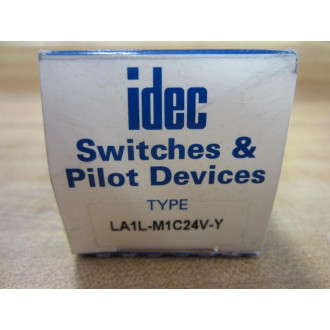 idec
Switches &
Pilot Devices
TYPE
LA1L-M1C24V-Y